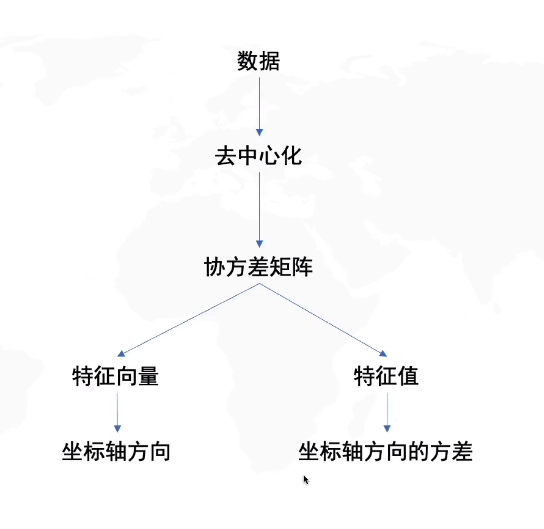 数据
去中心化
协方差矩阵
特征向量
特征值
坐标轴方向
坐标轴方向的方差